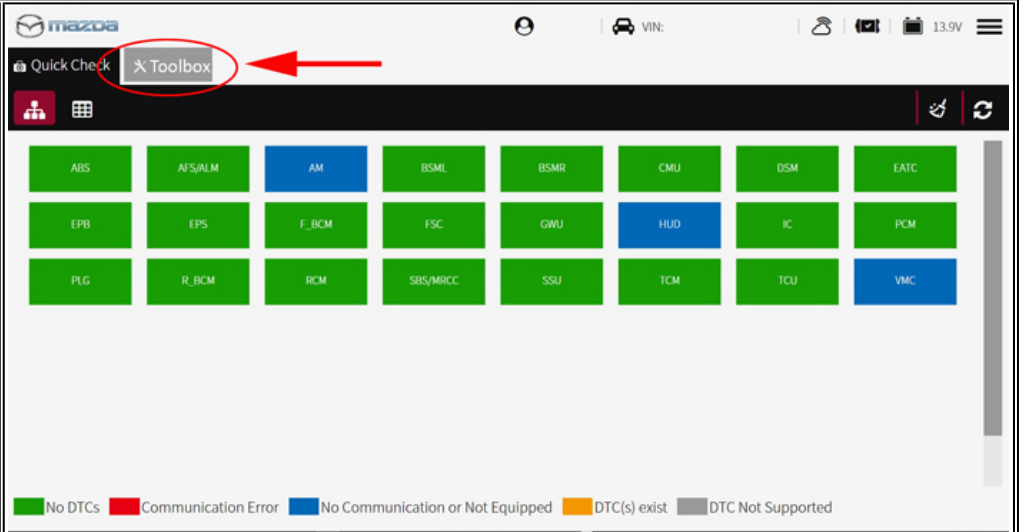 mazda VIN: 13.9V
Quick Check Toolbox
ABS AFS/ALM AM BSML BSMR CMU DSM EATC
EPB EPS F_BCM FSC GWU HUD IC PCM
PLG R_BCM RCM SBS/MRCC SSU TCM TCU VMC
No DTCs Communication Error No Communication or Not Equipped DTC(s) exist DTC Not Supported